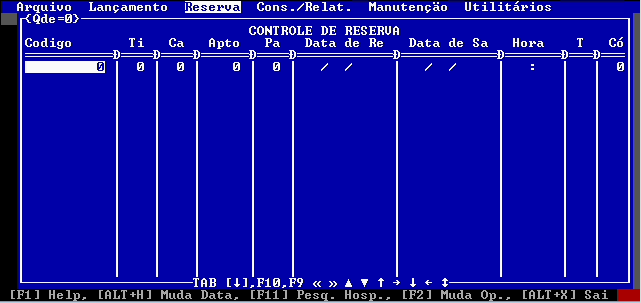 Arquivo Lançamento Reserva Cons./Relat. Manutenção Utilitários
(Qde=0)
CONTROLE DE RESERVA
Codigo Ti Ca Apto Pa Data de Re Data de Sa Hora T Có
Ð Ð Ð Ð Ð Ð Ð Ð Ð
0 0 0 0 0 / / / / : 0
TAB [↓],F10,F9 « » ▲ ▼ ↑ → ↓ ← ↕
[F1] Help, [ALT+H] Muda Data, [F11] Pesq. Hosp., [F2] Muda Op., [ALT+X] Sai